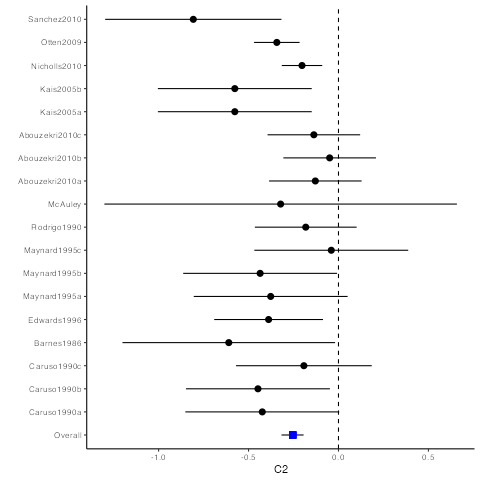 Sanchez2010
Otten2009
Nicholls2010
Kais2005b
Kais2005a
Abouzekri2010c
Abouzekri2010b
Abouzekri2010a
McAuley
Rodrigo1990
Maynard1995c
Maynard1995b
Maynard1995a
Edwards1996
Barnes1986
Caruso1990c
Caruso1990b
Caruso1990a
Overall
-1.0 -0.5 0.0 0.5
C2